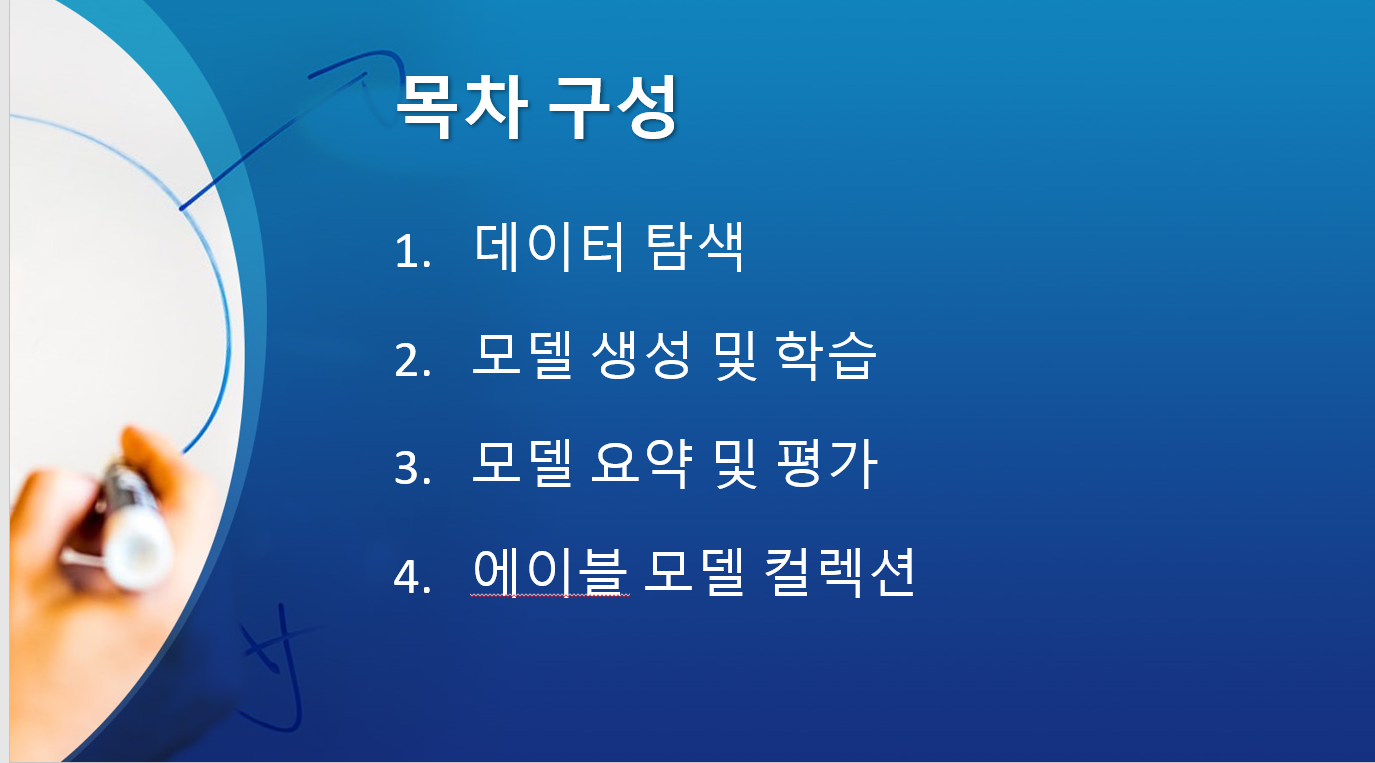 목차 구성
1. 데이터 탐색
2. 모델 생성 및 학습
3. 모델 요약 및 평가
4. 에이블 모델 컬렉션